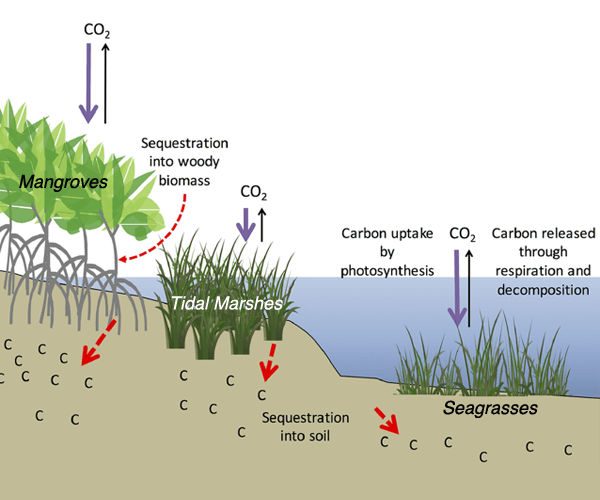 CO₂
Sequestration
into woody
biomass
Mangroves
CO₂
Carbon uptake
by
photosynthesis
CO₂
Carbon released
through
respiration and
decomposition
Tidal Marshes
Seagrasses
Sequestration
into soil
C C C C
C C C C
C C
C C C
C C
C
C C C C C C